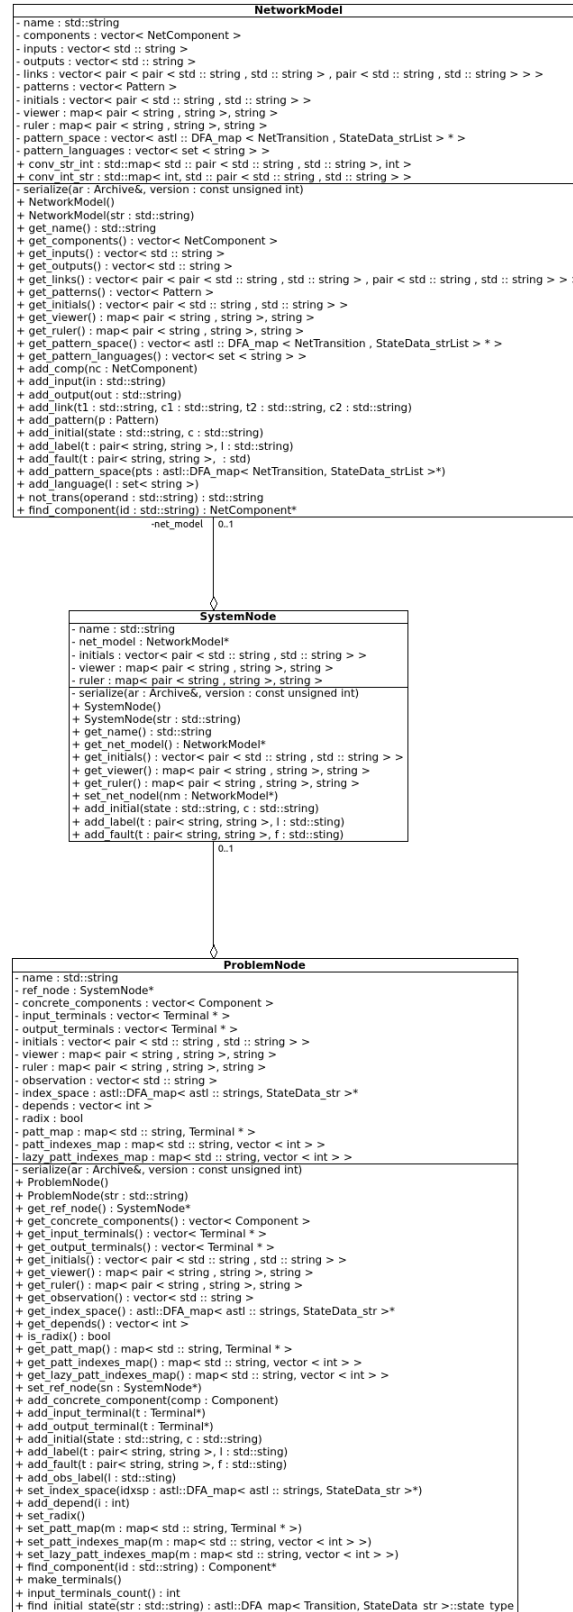 NetworkModel
- name : std::string
- components : vector< NetComponent >
- inputs : vector< std :: string >
- outputs : vector< std :: string >
- links : vector< pair < pair < std :: string , std :: string > , pair < std :: string , std :: string > > >
- patterns : vector< Pattern >
- initials : vector< pair < std :: string , std :: string > >
- viewer : map< pair < string , string >, string >
- ruler : map< pair < string , string >, string >
- pattern_space : vector< astl :: DFA_map < NetTransition , StateData_strList > * >
- pattern_languages : vector< set < string > >
+ conv_str_int : std::map< std :: pair < std :: string , std :: string >, int >
+ conv_int_str : std::map< int, std :: pair < std :: string , std :: string > >
- serialize(ar : Archive&, version : const unsigned int)
+ NetworkModel()
+ NetworkModel(str : std::string)
+ get_name() : std::string
+ get_components() : vector< NetComponent >
+ get_inputs() : vector< std :: string >
+ get_outputs() : vector< std :: string >
+ get_links() : vector< pair < pair < std :: string , std :: string > , pair < std :: string , std :: string > >
+ get_patterns() : vector< Pattern >
+ get_initials() : vector< pair < std :: string , std :: string > >
+ get_viewer() : map< pair < string , string >, string >
+ get_ruler() : map< pair < string , string >, string >
+ get_pattern_space() : vector< astl :: DFA_map < NetTransition , StateData_strList > * >
+ get_pattern_languages() : vector< set < string > >
+ add_comp(nc : NetComponent)
+ add_input(in : std::string)
+ add_output(out : std::string)
+ add_link(t1 : std::string, c1 : std::string, t2 : std::string, c2 : std::string)
+ add_pattern(p : Pattern)
+ add_initial(state : std::string, c : std::string)
+ add_label(t : pair< string, string >, l : std::string)
+ add_fault(t : pair< string, string >, : std)
+ add_pattern_space(pts : astl::DFA_map< NetTransition, StateData_strList >*)
+ add_language(l : set< string >)
+ not_trans(operand : std::string) : std::string
+ find_component(id : std::string) : NetComponent*
-net_model 0..1
SystemNode
- name : std::string
- net_model : NetworkModel*
- initials : vector< pair < std :: string , std :: string > >
- viewer : map< pair < string , string >, string >
- ruler : map< pair < string , string >, string >
- serialize(ar : Archive&, version : const unsigned int)
+ SystemNode()
+ SystemNode(str : std::string)
+ get_name() : std::string
+ get_net_model() : NetworkModel*
+ get_initials() : vector< pair < std :: string , std :: string > >
+ get_viewer() : map< pair < string , string >, string >
+ get_ruler() : map< pair < string , string >, string >
+ set_net_nodel(nm : NetworkModel*)
+ add_initial(state : std::string, c : std::string)
+ add_label(t : pair< string, string >, l : std::sting)
+ add_fault(t : pair< string, string >, f : std::sting)
0..1
ProblemNode
- name : std::string
- ref_node : SystemNode*
- concrete_components : vector< Component >
- input_terminals : vector< Terminal * >
- output_terminals : vector< Terminal * >
- initials : vector< pair < std :: string , std :: string > >
- viewer : map< pair < string , string >, string >
- ruler : map< pair < string , string >, string >
- observation : vector< std :: string >
- index_space : astl::DFA_map< astl :: strings, StateData_str >*
- depends : vector< int >
- radix : bool
- patt_map : map< std :: string, Terminal * >
- patt_indexes_map : map< std :: string, vector < int > >
- lazy_patt_indexes_map : map< std :: string, vector < int > >
- serialize(ar : Archive&, version : const unsigned int)
+ ProblemNode()
+ ProblemNode(str : std::string)
+ get_ref_node() : SystemNode*
+ get_concrete_components() : vector< Component >
+ get_input_terminals() : vector< Terminal * >
+ get_output_terminals() : vector< Terminal * >
+ get_initials() : vector< pair < std :: string , std :: string > >
+ get_viewer() : map< pair < string , string >, string >
+ get_ruler() : map< pair < string , string >, string >
+ get_observation() : vector< std :: string >
+ get_index_space() : astl::DFA_map< astl :: strings, StateData_str >*
+ get_depends() : vector< int >
+ is_radix() : bool
+ get_patt_map() : map< std :: string, Terminal * >
+ get_patt_indexes_map() : map< std :: string, vector < int > >
+ get_lazy_patt_indexes_map() : map< std :: string, vector < int > >
+ set_ref_node(sn : SystemNode*)
+ add_concrete_component(comp : Component)
+ add_input_terminal(t : Terminal*)
+ add_output_terminal(t : Terminal*)
+ add_initial(state : std::string, c : std::string)
+ add_label(t : pair< string, string >, l : std::sting)
+ add_fault(t : pair< string, string >, f : std::sting)
+ add_obs_label(l : std::sting)
+ set_index_space(idxsp : astl::DFA_map< astl :: strings, StateData_str >*)
+ add_depend(i : int)
+ set_radix()
+ set_patt_map(m : map< std :: string, Terminal * >)
+ set_patt_indexes_map(m : map< std :: string, vector < int > >)
+ set_lazy_patt_indexes_map(m : map< std :: string, vector < int > >)
+ find_component(id : std::string) : Component*
+ make_terminals()
+ input_terminals_count() : int
+ find_initial_state(str : std::string) : astl::DFA_map< Transition, StateData_str >::state_type